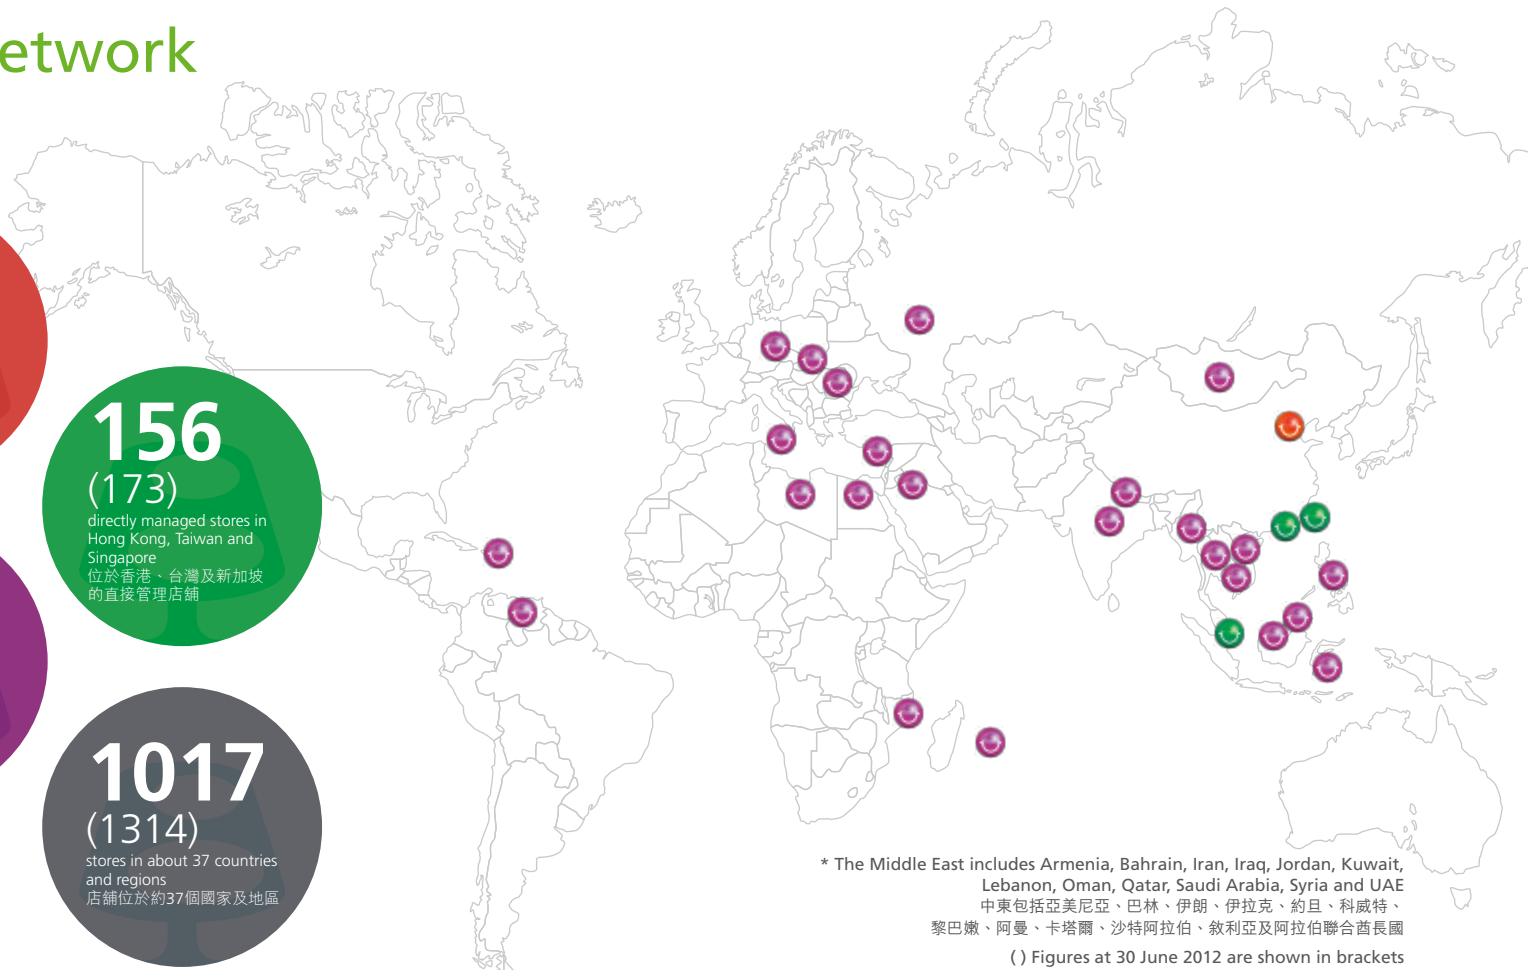 etwork
156
(173)
directly managed stores in
Hong Kong, Taiwan and
Singapore
位於香港、台灣及新加坡
的直接管理店舖
1017
(1314)
stores in about 37 countries
and regions
店舖位於約37個國家及地區
* The Middle East includes Armenia, Bahrain, Iran, Iraq, Jordan, Kuwait,
Lebanon, Oman, Qatar, Saudi Arabia, Syria and UAE
中東包括亞美尼亞、巴林、伊朗、伊拉克、約旦、科威特、
黎巴嫩、阿曼、卡塔爾、沙特阿拉伯、敘利亞及阿拉伯聯合酋長國
( ) Figures at 30 June 2012 are shown in brackets